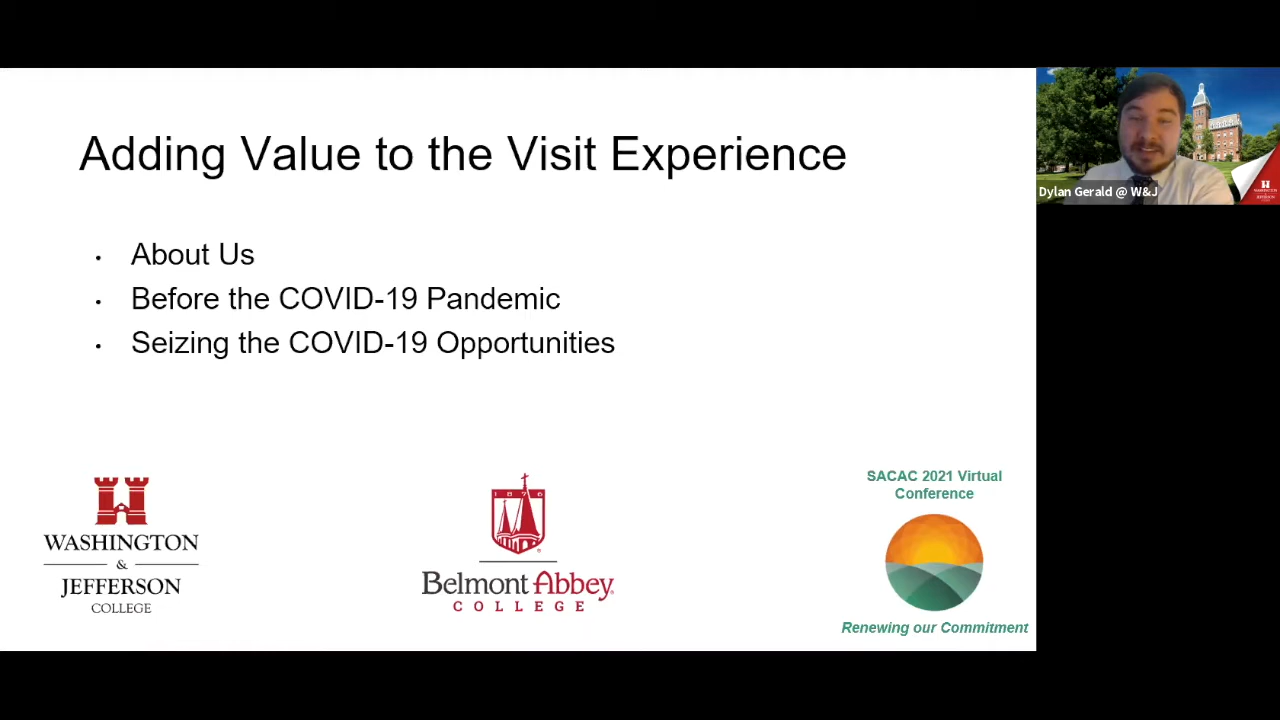 Adding Value to the Visit Experience
Dylan Gerald @ W&J
• About Us
• Before the COVID-19 Pandemic
• Seizing the COVID-19 Opportunities
WASHINGTON
&
JEFFERSON
COLLEGE
1876
Belmont Abbey
COLLEGE
SACAC 2021 Virtual
Conference
Renewing our Commitment